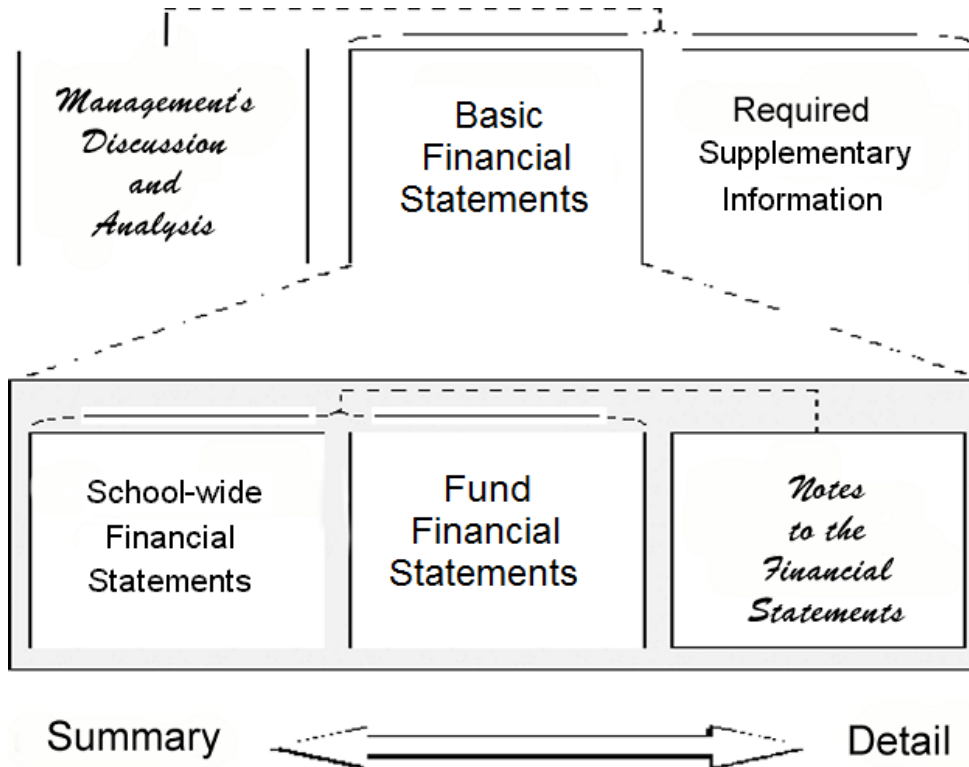 Management's
Discussion
and
Analysis
Basic
Financial
Statements
Required
Supplementary
Information
School-wide
Financial
Statements
Fund
Financial
Statements
Notes
to the
Financial
Statements
Summary
Detail